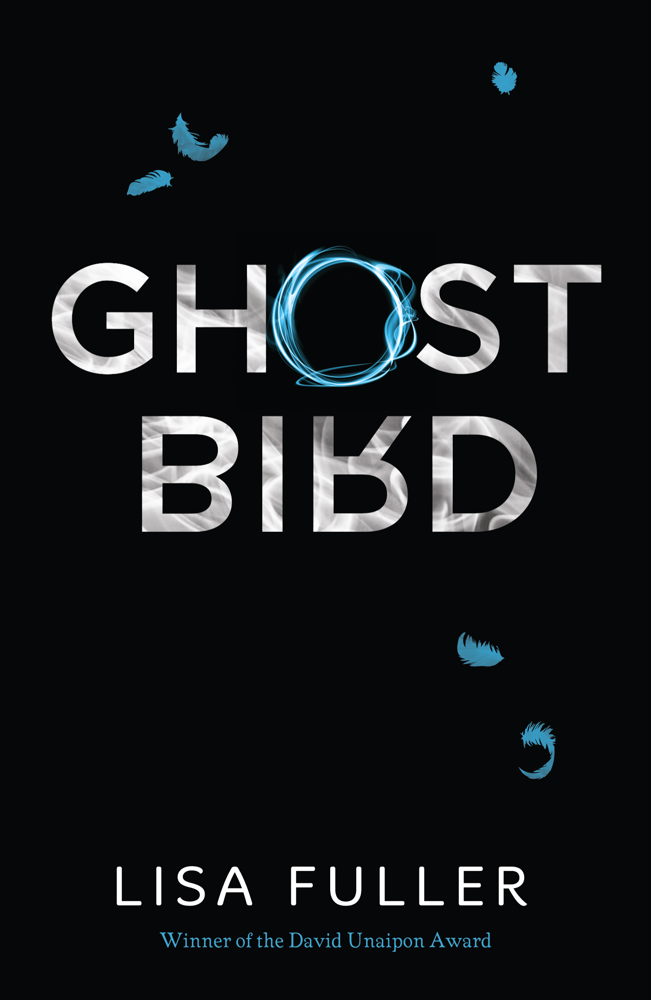 GHOST
BIRD
LISA FULLER
Winner of the David Unaipon Award